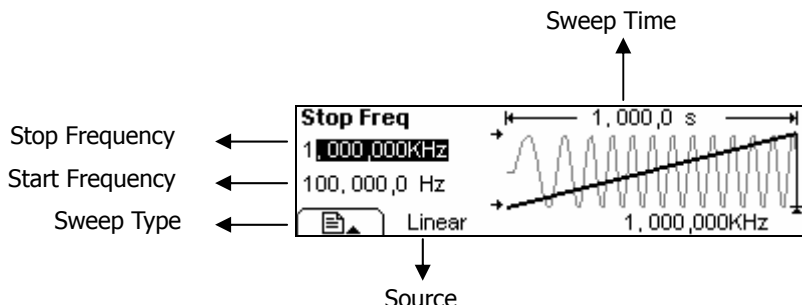 Sweep Time
Stop Freq
1,000,0 s
Stop Frequency
1,000,000KHz
Start Frequency
100,000,0 Hz
Sweep Type
Linear
1,000,000KHz
Source